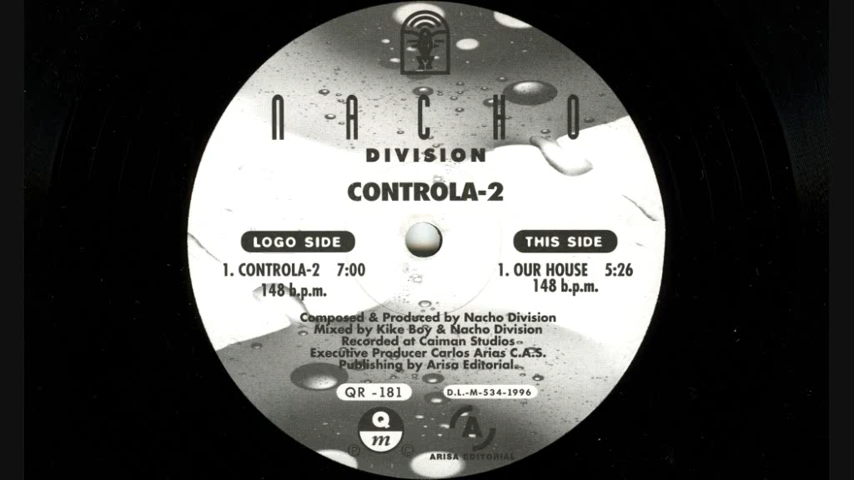 NACHO
DIVISION
CONTROLA-2
LOGO SIDE
1. CONTROLA-2 7:00
148 b.p.m.
THIS SIDE
1. OUR HOUSE 5:26
148 b.p.m.
Composed & Produced by Nacho Division
Mixed by Kike Boy & Nacho Division
Recorded at Caiman Studios
Executive Producer Carlos Arias C.A.S.
Publishing by Arisa Editorial.
QR -181
D.L.-M-534-1996
Q
m
A
ARISA EDITORIAL